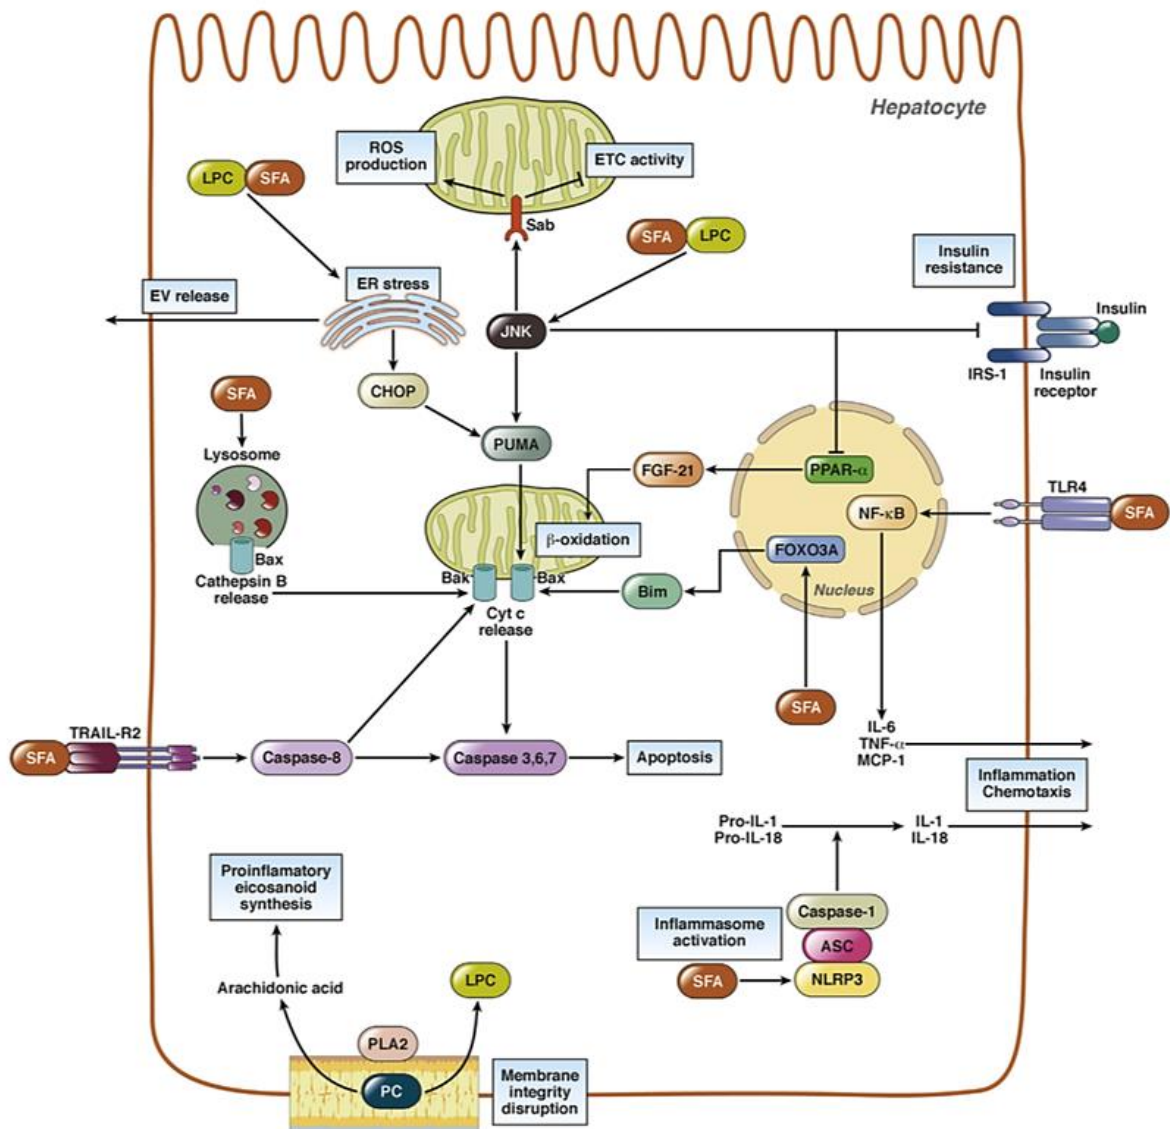 Hepatocyte
ROS
production
ETC activity
LPC
SFA
Sab
SFA
LPC
Insulin
resistance
EV release
ER stress
JNK
Insulin
IRS-1
Insulin
receptor
CHOP
SFA
PUMA
Lysosome
FGF-21
PPAR-α
TLR4
NF-κB
SFA
β-oxidation
FOXO3A
Bax
Cathepsin B
release
Bak
Bax
Bim
Nucleus
Cyt c
release
SFA
IL-6
TNF-α
MCP-1
TRAIL-R2
SFA
Caspase-8
Caspase 3,6,7
Apoptosis
Inflammation
Chemotaxis
Pro-IL-1
Pro-IL-18
IL-1
IL-18
Proinflamatory
eicosanoid
synthesis
Caspase-1
Inflammasome
activation
ASC
SFA
NLRP3
Arachidonic acid
LPC
PLA2
PC
Membrane
integrity
disruption